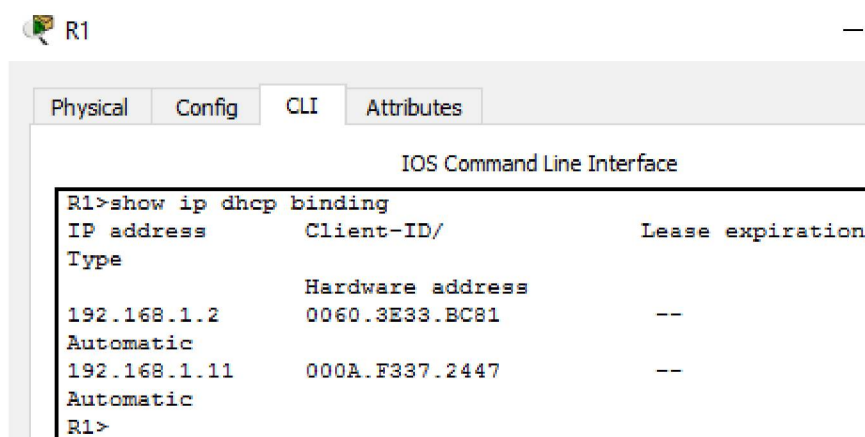 R1
Physical Config CLI Attributes
IOS Command Line Interface
R1>show ip dhcp binding
IP address Client-ID/ Lease expiration
Type
Hardware address
192.168.1.2 0060.3E33.BC81 --
Automatic
192.168.1.11 000A.F337.2447 --
Automatic
R1>